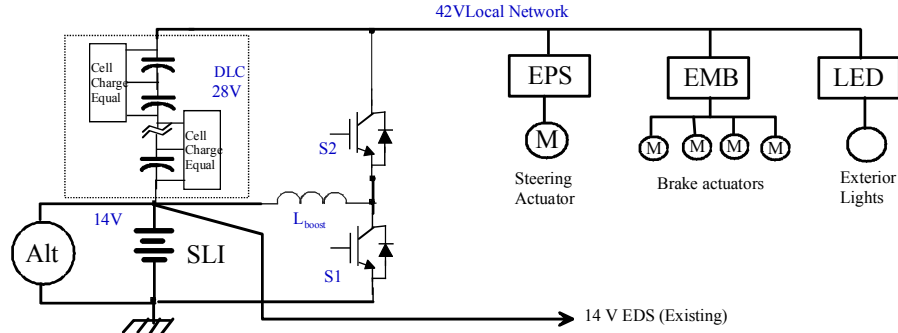 42VLocal Network
Cell
Charge
Equal
DLC
28V
Cell
Charge
Equal
S2
EPS
EMB
LED
M
M
M
M
M
Steering
Actuator
Brake actuators
Exterior
Lights
14V
Lboost
Alt
SLI
S1
14 V EDS (Existing)